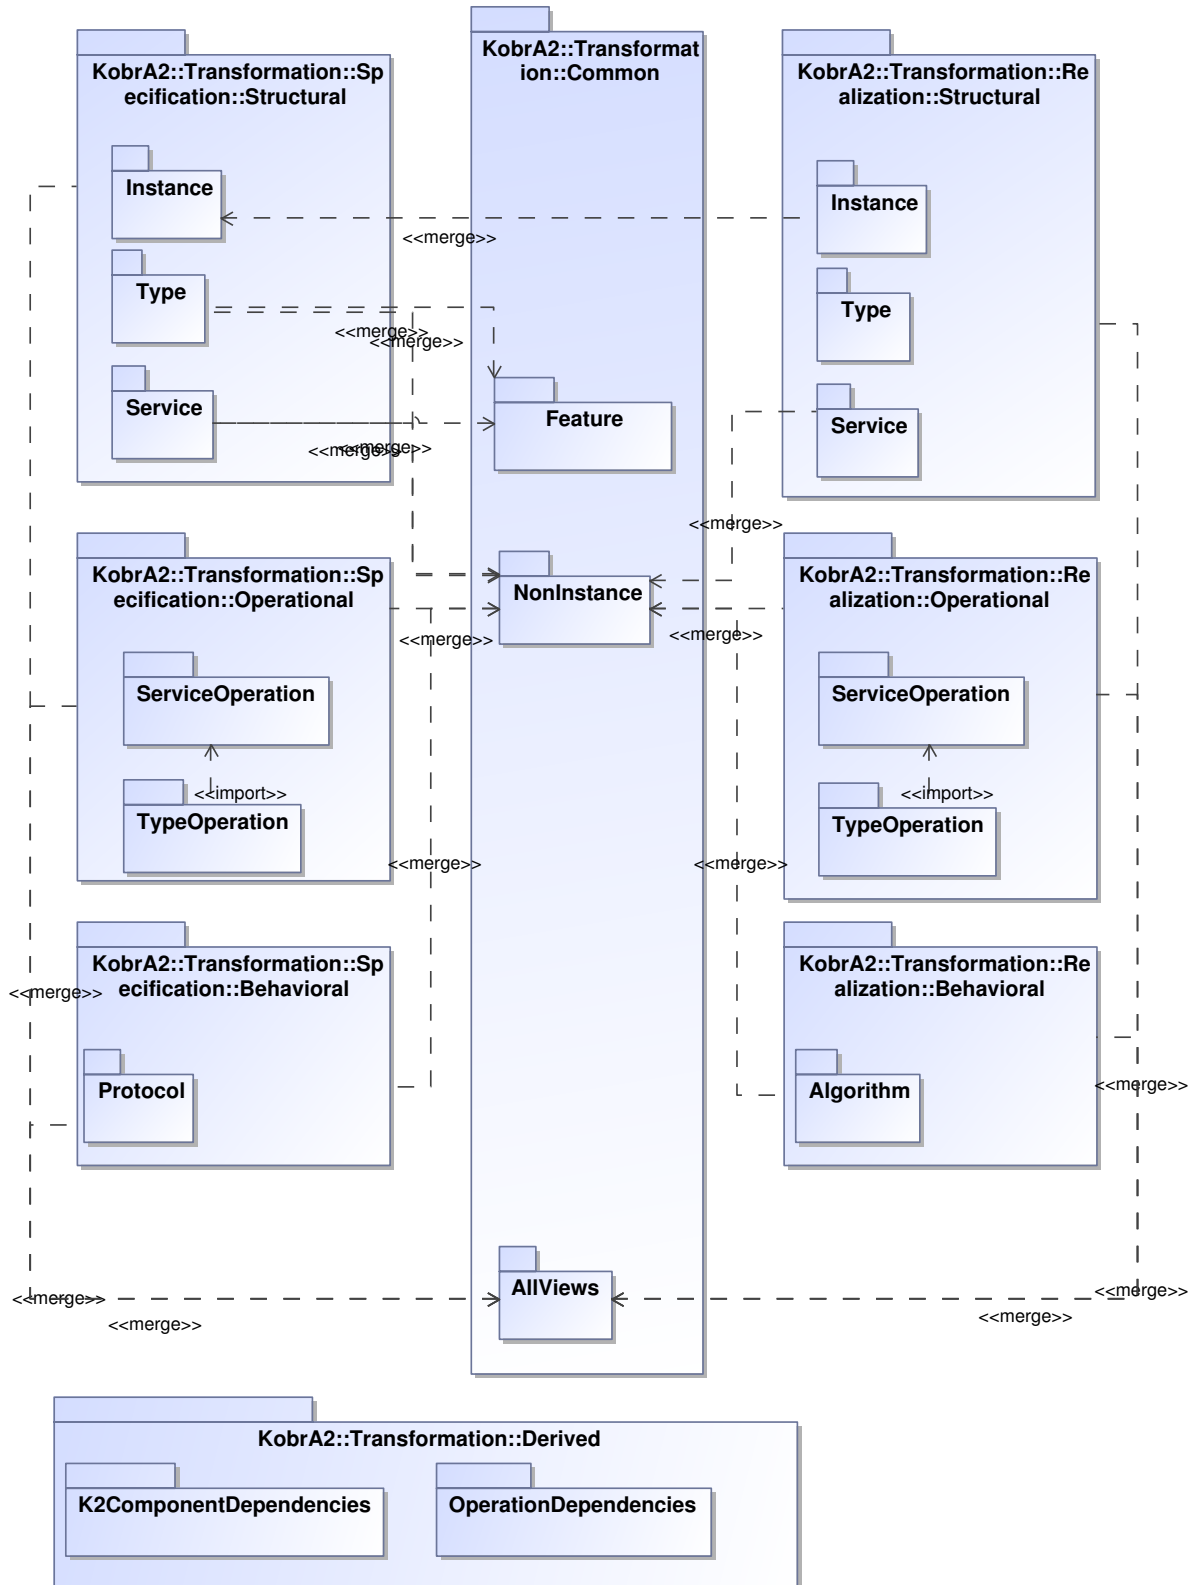 KobrA2::Transformation::Sp
ecification::Structural
Instance
Type
Service
KobrA2::Transformat
ion::Common
KobrA2::Transformation::Re
alization::Structural
Instance
Type
Service
<<merge>>
<<merge>>
<<merge>>
<<merge>>
<<merge>>
Feature
<<merge>>
KobrA2::Transformation::Sp
ecification::Operational
ServiceOperation
<<import>>
TypeOperation
NonInstance
<<merge>>
<<merge>>
KobrA2::Transformation::Re
alization::Operational
ServiceOperation
<<import>>
TypeOperation
<<merge>>
<<merge>>
KobrA2::Transformation::Sp
ecification::Behavioral
<<merge>>
Protocol
KobrA2::Transformation::Re
alization::Behavioral
Algorithm
<<merge>>
AllViews
<<merge>>
<<merge>>
<<merge>>
<<merge>>
KobrA2::Transformation::Derived
K2ComponentDependencies
OperationDependencies